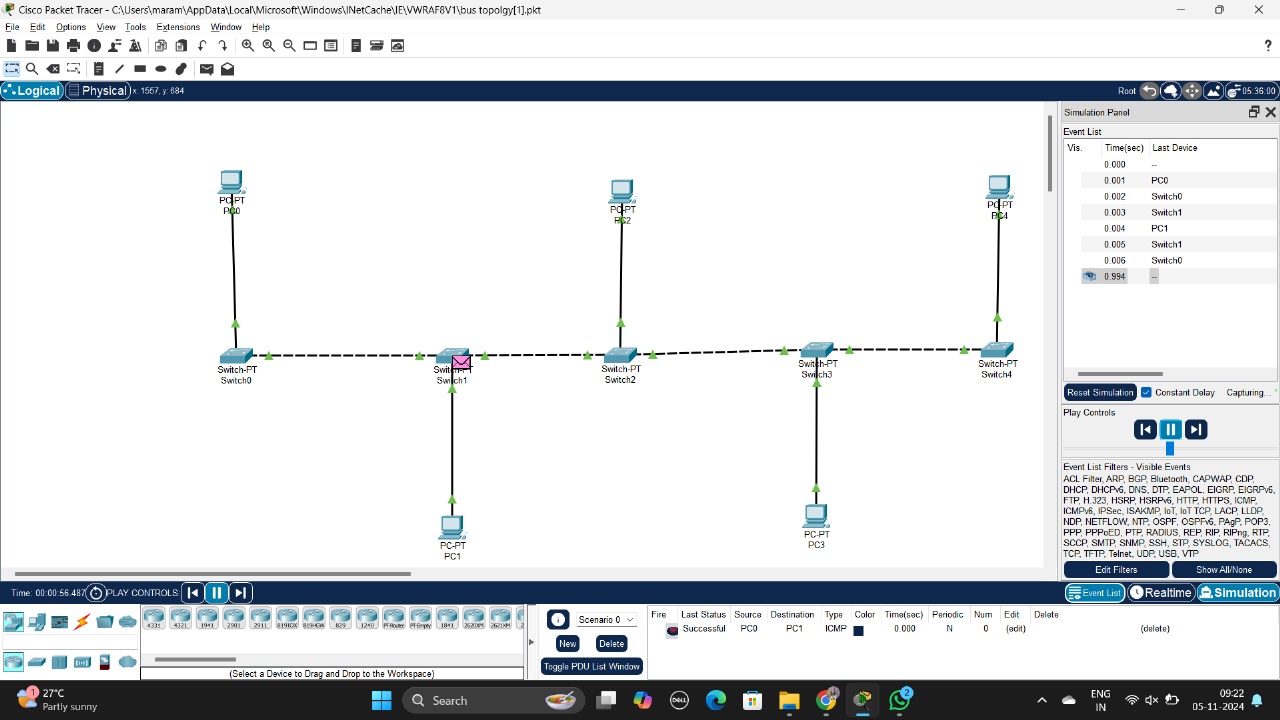 Cisco Packet Tracer - C:\Users\maram\AppData\Local\Microsoft\Windows\INetCache\IE\VWRAF8V1\bus topolgy[1].pkt
File Edit Options View Tools Extensions Window Help
?
Logical Physical x: 1557, y: 684 Root 05:36:00
Simulation Panel
Event List
Vis. Time(sec) Last Device
0.000 --
0.001 PC0
0.002 Switch0
0.003 Switch1
0.004 PC1
0.005 Switch1
0.006 Switch0
0.994 --
PC-PT
PC0
PC-PT
PC2
PC-PT
PC4
Switch-PT
Switch0
Switch-PT
Switch1
Switch-PT
Switch2
Switch-PT
Switch3
Switch-PT
Switch4
PC-PT
PC1
PC-PT
PC3
Reset Simulation Constant Delay Capturing...
Play Controls
Event List Filters - Visible Events
ACL Filter, ARP, BGP, Bluetooth, CAPWAP, CDP,
DHCP, DHCPv6, DNS, DTP, EAPOL, EIGRP, EIGRPv6,
FTP, H.323, HSRP, HSRPv6, HTTP, HTTPS, ICMP,
ICMPv6, IPSec, ISAKMP, IoT, IoT TCP, LACP, LLDP,
NDP, NETFLOW, NTP, OSPF, OSPFv6, PAgP, POP3,
PPP, PPPoED, PTP, RADIUS, REP, RIP, RIPng, RTP,
SCCP, SMTP, SNMP, SSH, STP, SYSLOG, TACACS,
TCP, TFTP, Telnet, UDP, USB, VTP
Edit Filters Show All/None
Time: 00:00:56.487 PLAY CONTROLS: Event List Realtime Simulation
4331 4321 1941 2901 2911 819IOX 819HGW 829 1240 PT-Router PT-Empty 1841 2620XM 2621XM
(Select a Device to Drag and Drop to the Workspace)
Scenario 0
New Delete
Toggle PDU List Window
Fire Last Status Source Destination Type Color Time(sec) Periodic Num Edit Delete
Successful PC0 PC1 ICMP 0.000 N 0 (edit) (delete)
1 27°C
Partly sunny
Search
DELL
2
ENG
IN
09:22
05-11-2024